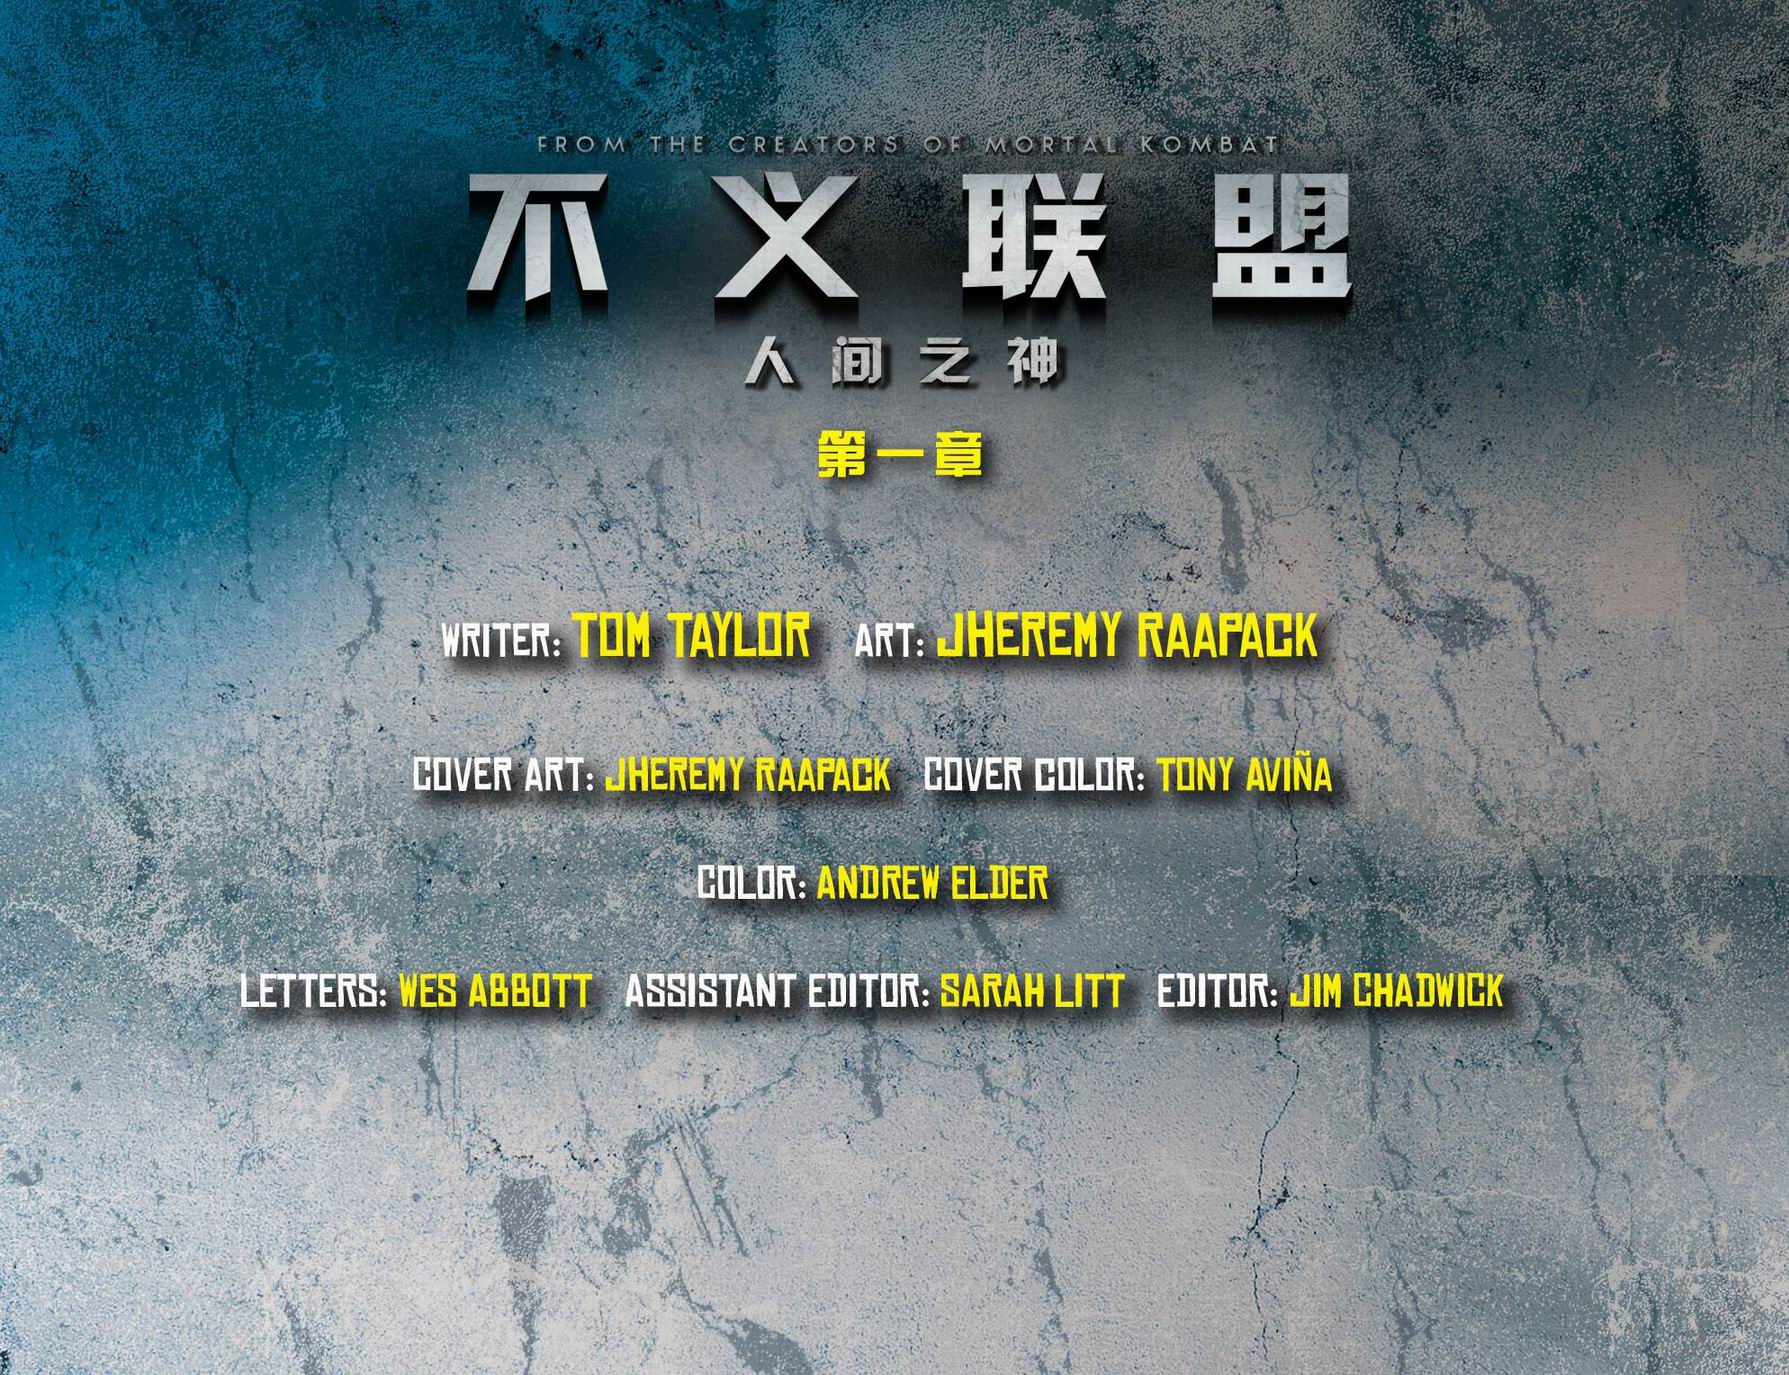 FROM THE CREATORS OF MORTAL KOMBAT
不义联盟
人间之神
第一章
WRITER: TOM TAYLOR ART: JHEREMY RAAPACK
COVER ART: JHEREMY RAAPACK COVER COLOR: TONY AVIÑA
COLOR: ANDREW ELDER
LETTERS: WES ABBOTT ASSISTANT EDITOR: SARAH LITT EDITOR: JIM CHADWICK